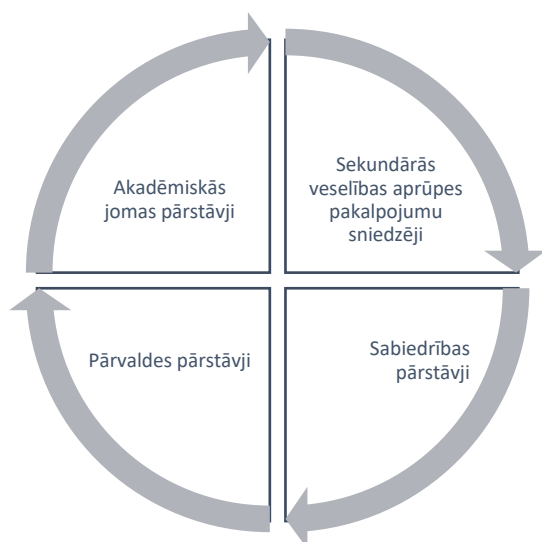 Akadēmiskās
jomas pārstāvji
Sekundārās
veselības aprūpes
pakalpojumu
sniedzēji
Pārvaldes pārstāvji
Sabiedrības
pārstāvji